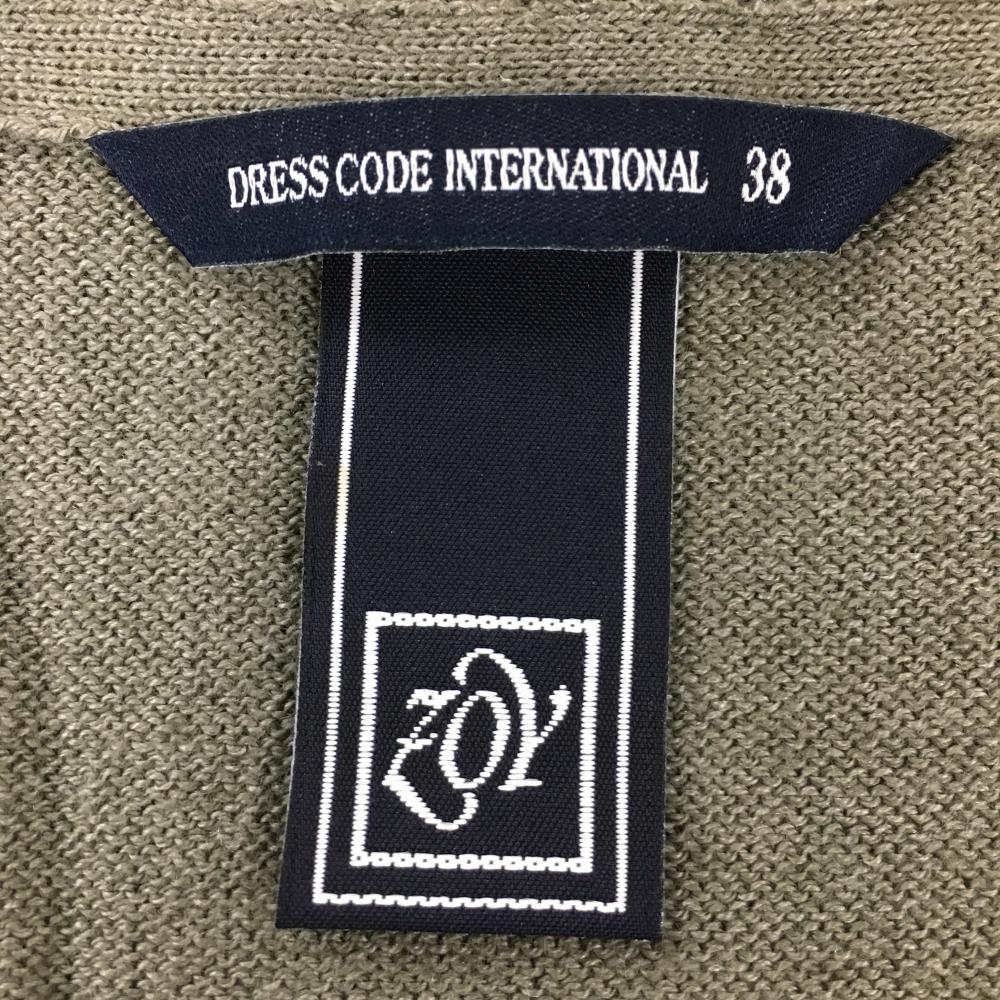 DRESS CODE INTERNATIONAL 38
ZOY